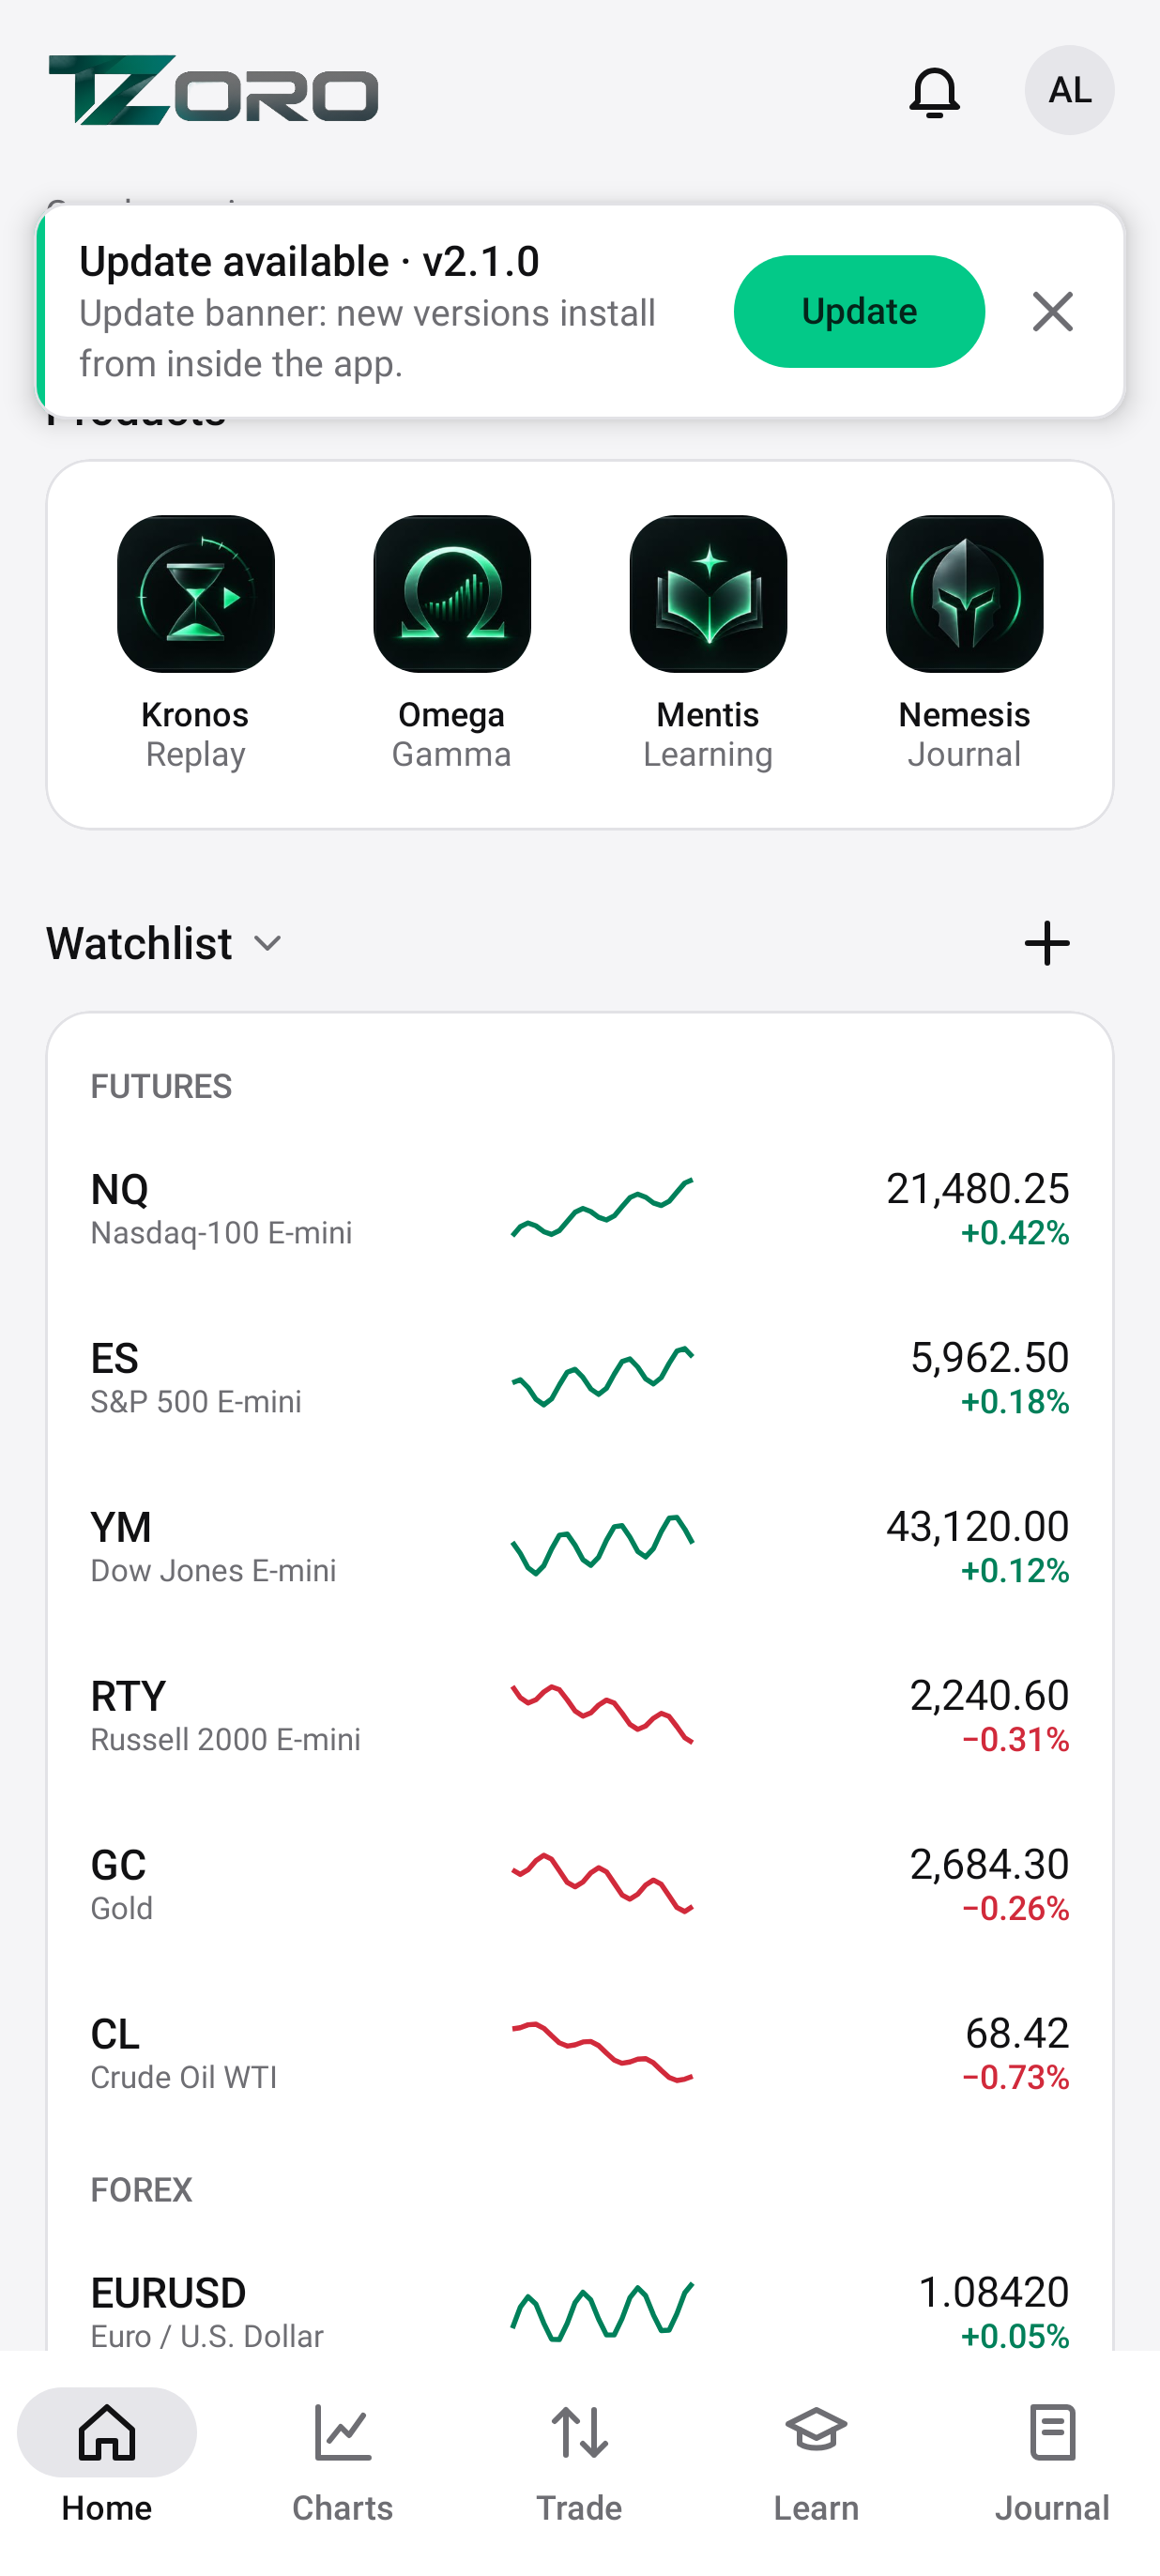 TZORO
AL
Update available · v2.1.0
Update banner: new versions install
from inside the app.
Update
Products
Kronos
Replay
Omega
Gamma
Mentis
Learning
Nemesis
Journal
Watchlist
FUTURES
NQ
21,480.25
Nasdaq-100 E-mini
+0.42%
ES
5,962.50
S&P 500 E-mini
+0.18%
YM
43,120.00
Dow Jones E-mini
+0.12%
RTY
2,240.60
Russell 2000 E-mini
−0.31%
GC
2,684.30
Gold
−0.26%
CL
68.42
Crude Oil WTI
−0.73%
FOREX
EURUSD
1.08420
Euro / U.S. Dollar
+0.05%
Home
Charts
Trade
Learn
Journal